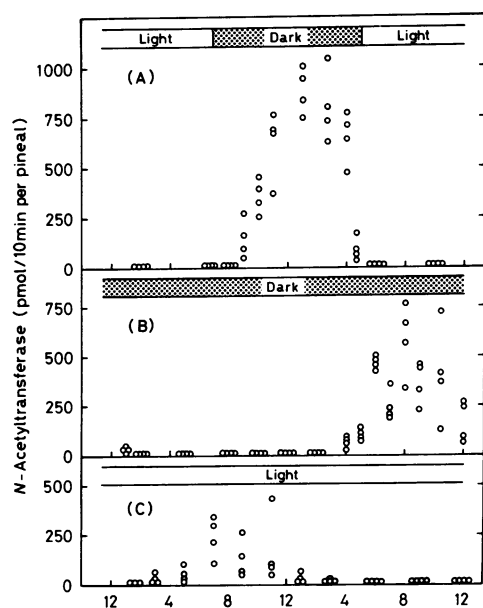 Light Dark Light
(A)
1000
750
500
250
0
Dark
(B)
750
500
250
0
Light
(C)
500
250
0
12 4 8 12 4 8 12
N-Acetyltransferase (pmol/10min per pineal)